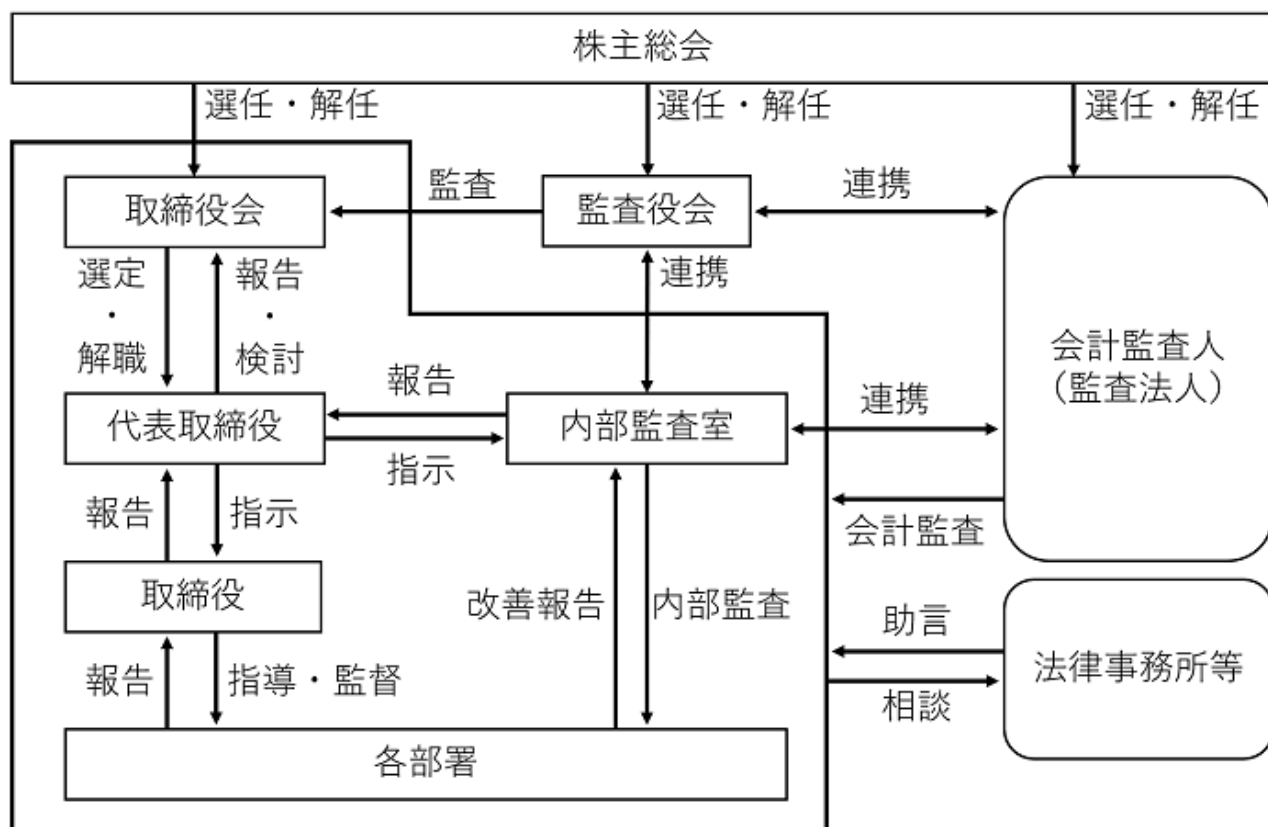 株主総会
選任・解任
選任・解任
選任・解任
取締役会
監査
監査役会
連携
選定
・
解職
報告
・
検討
連携
会計監査人
（監査法人）
代表取締役
報告
指示
内部監査室
連携
報告
指示
会計監査
取締役
改善報告
内部監査
助言
法律事務所等
相談
報告
指導・監督
各部署